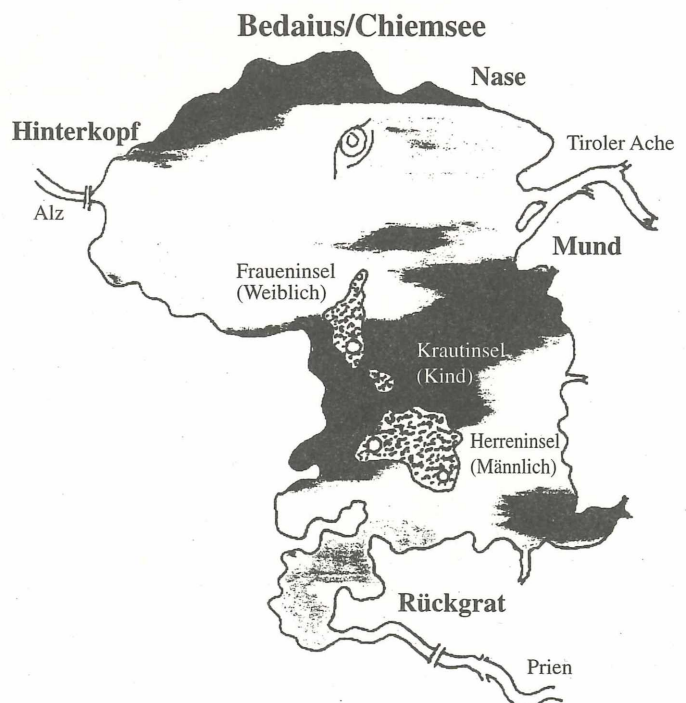 Bedaius/Chiemsee
Nase
Hinterkopf
Tiroler Ache
Alz
Mund
Fraueninsel
(Weiblich)
Krautinsel
(Kind)
Herreninsel
(Männlich)
Rückgrat
Prien